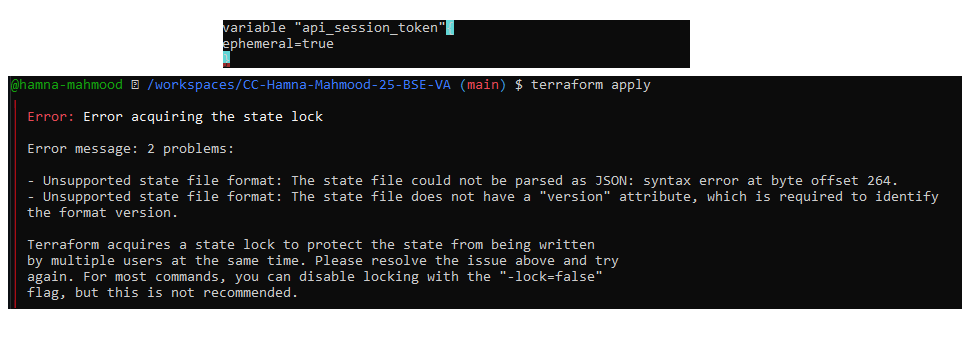 variable "api_session_token"{
ephemeral=true
}
@hamna-mahmood /workspaces/CC-Hamna-Mahmood-25-BSE-VA (main) $ terraform apply
Error: Error acquiring the state lock
Error message: 2 problems:
- Unsupported state file format: The state file could not be parsed as JSON: syntax error at byte offset 264.
- Unsupported state file format: The state file does not have a "version" attribute, which is required to identify
the format version.
Terraform acquires a state lock to protect the state from being written
by multiple users at the same time. Please resolve the issue above and try
again. For most commands, you can disable locking with the "-lock=false"
flag, but this is not recommended.